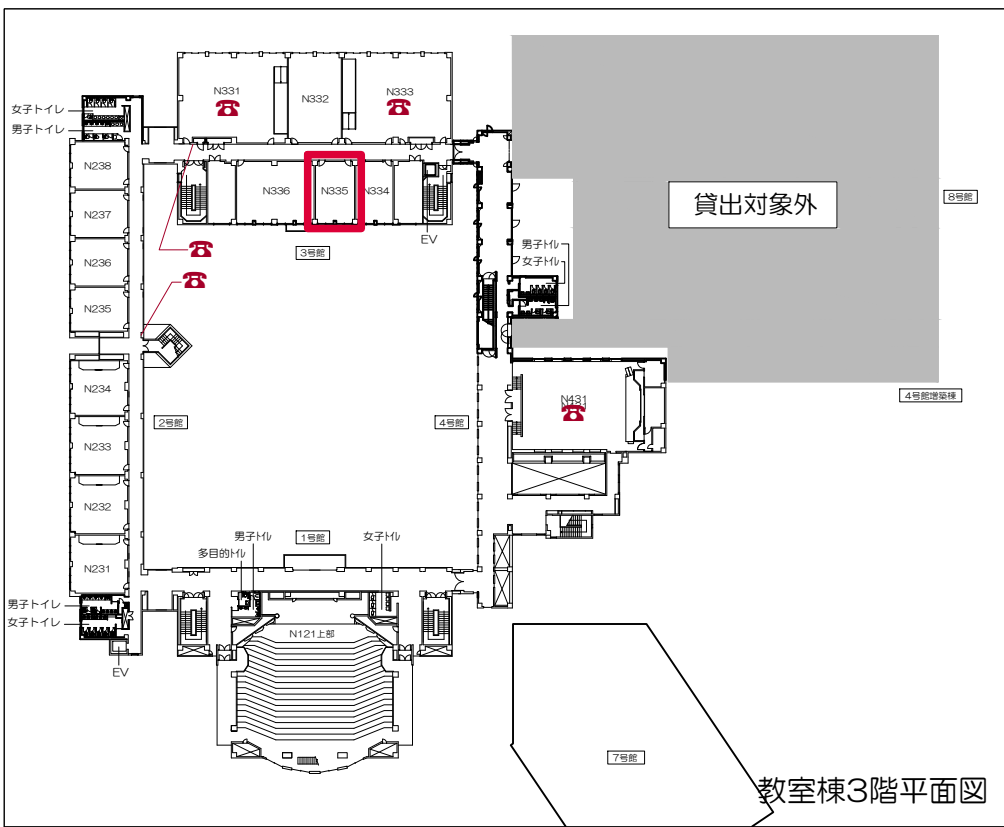 N331
N332
N333
女子トイレ
男子トイレ
N238
N237
N236
N235
N336
N335
N334
EV
3号館
貸出対象外
8号館
男子トイレ
女子トイレ
N234
N233
N232
N231
2号館
4号館
N431
4号館増築棟
1号館
男子トイレ
多目的トイレ
女子トイレ
男子トイレ
女子トイレ
EV
N121上部
7号館
教室棟3階平面図